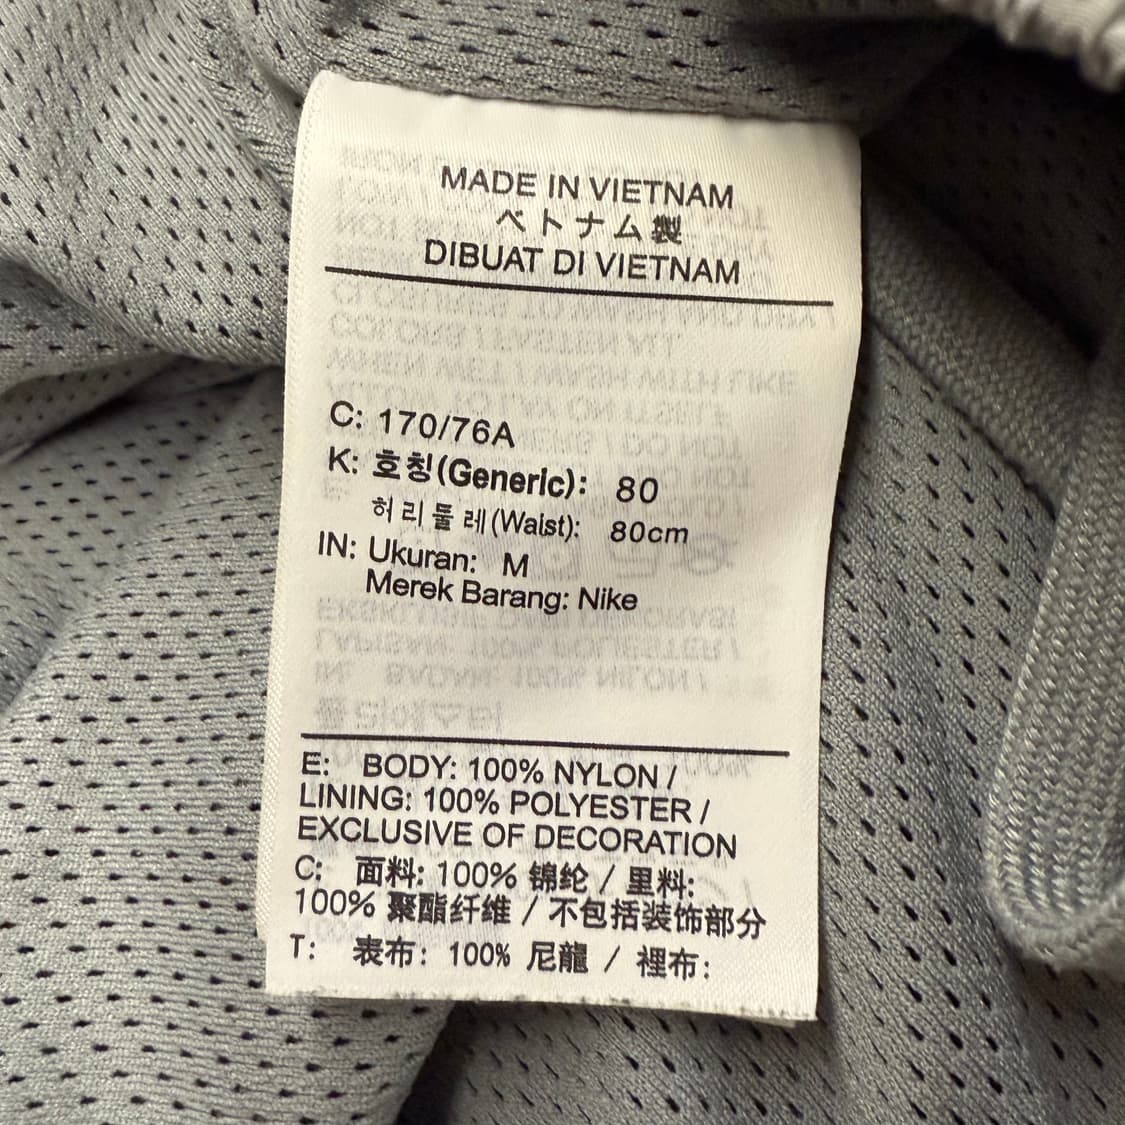 MADE IN VIETNAM
ベトナム製
DIBUAT DI VIETNAM
C: 170/76A
K: 호칭(Generic): 80
허리둘레(Waist): 80cm
IN: Ukuran: M
Merek Barang: Nike
E: BODY: 100% NYLON /
LINING: 100% POLYESTER /
EXCLUSIVE OF DECORATION
C: 面料: 100% 锦纶 / 里料:
100% 聚酯纤维 / 不包括装饰部分
T: 表布: 100% 尼龍 / 裡布: